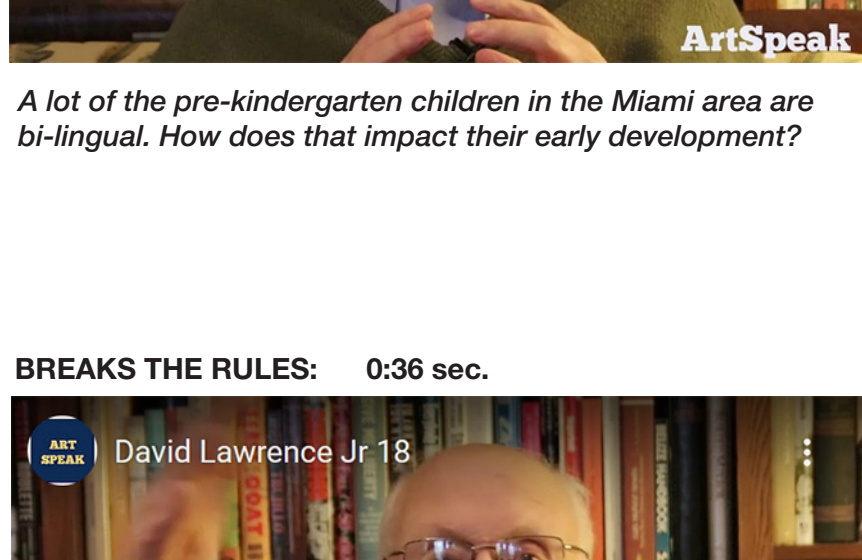 ArtSpeak
A lot of the pre-kindergarten children in the Miami area are
bi-lingual. How does that impact their early development?
BREAKS THE RULES: 0:36 sec.
ART
SPEAK
David Lawrence Jr 18